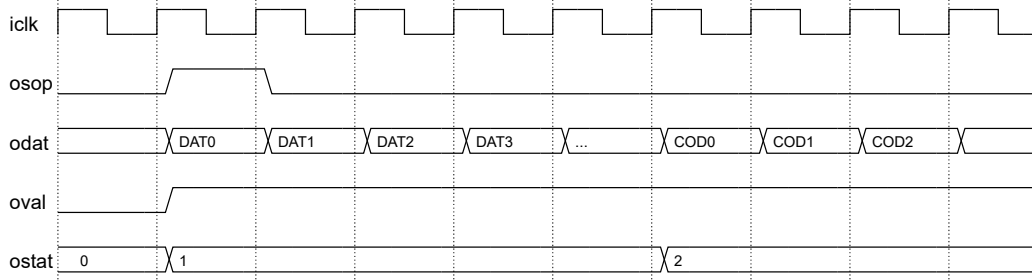 iclk
osop
odat DAT0 DAT1 DAT2 DAT3 ... COD0 COD1 COD2
oval
ostat 0 1 2